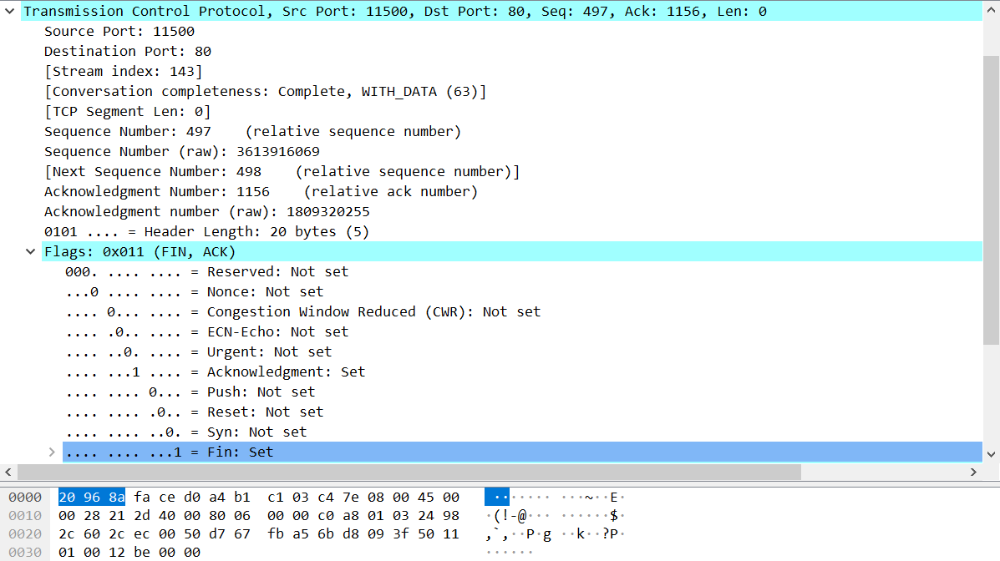 Transmission Control Protocol, Src Port: 11500, Dst Port: 80, Seq: 497, Ack: 1156, Len: 0
Source Port: 11500
Destination Port: 80
[Stream index: 143]
[Conversation completeness: Complete, WITH_DATA (63)]
[TCP Segment Len: 0]
Sequence Number: 497    (relative sequence number)
Sequence Number (raw): 3613916069
[Next Sequence Number: 498    (relative sequence number)]
Acknowledgment Number: 1156    (relative ack number)
Acknowledgment number (raw): 1809320255
0101 .... = Header Length: 20 bytes (5)
Flags: 0x011 (FIN, ACK)
000. .... .... = Reserved: Not set
...0 .... .... = Nonce: Not set
.... 0... .... = Congestion Window Reduced (CWR): Not set
.... .0.. .... = ECN-Echo: Not set
.... ..0. .... = Urgent: Not set
.... ...1 .... = Acknowledgment: Set
.... .... 0... = Push: Not set
.... .... .0.. = Reset: Not set
.... .... ..0. = Syn: Not set
.... .... ...1 = Fin: Set
0000 20 96 8a fa ce d0 a4 b1 c1 03 c4 7e 08 00 45 00 ········ ···~··E·
0010 00 28 21 2d 40 00 80 06 00 00 c0 a8 01 03 24 98 ·(!-@··· ······$·
0020 2c 60 2c ec 00 50 d7 67 fb a5 6b d8 09 3f 50 11 ,`,··P·g ··k··?P·
0030 01 00 12 be 00 00 ······